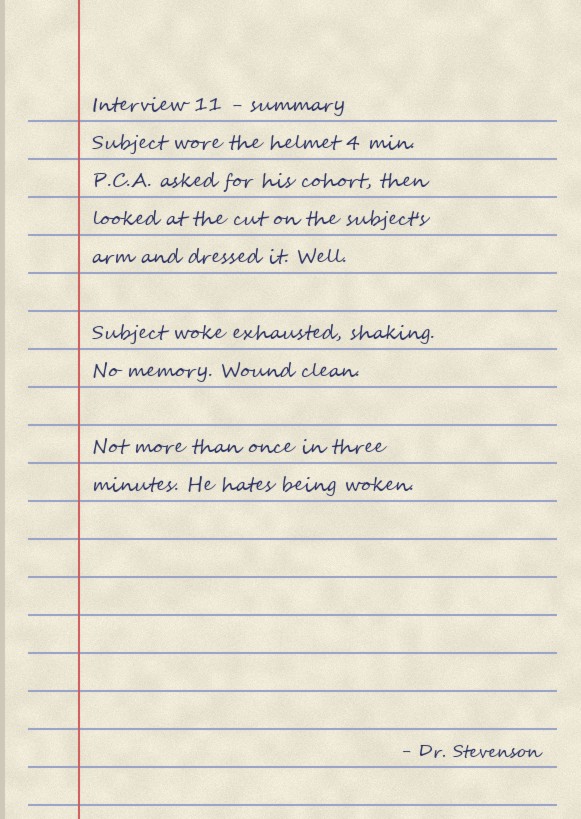 Interview 11 - summary
Subject wore the helmet 4 min.
P.C.A. asked for his cohort, then
looked at the cut on the subject's
arm and dressed it. Well.
Subject woke exhausted, shaking.
No memory. Wound clean.
Not more than once in three
minutes. He hates being woken.
- Dr. Stevenson